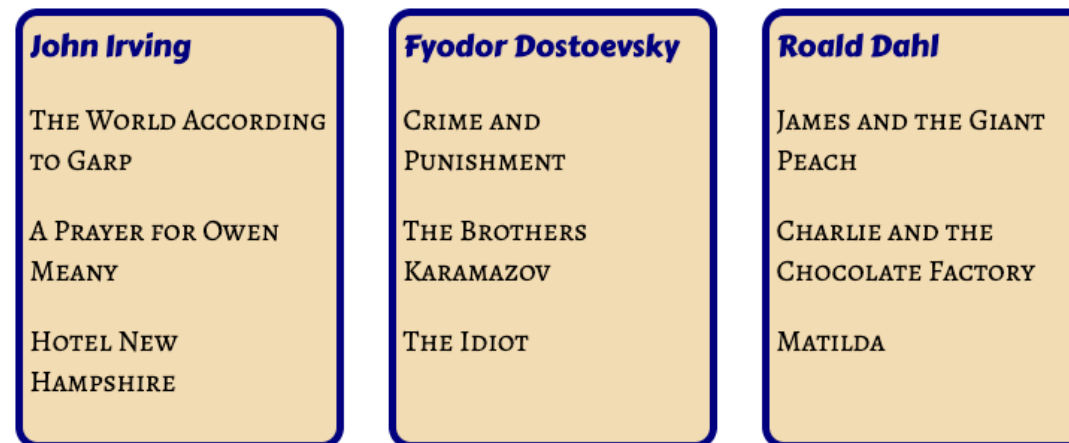 John Irving
The World According
to Garp
A Prayer for Owen
Meany
Hotel New
Hampshire
Fyodor Dostoevsky
Crime and
Punishment
The Brothers
Karamazov
The Idiot
Roald Dahl
James and the Giant
Peach
Charlie and the
Chocolate Factory
Matilda